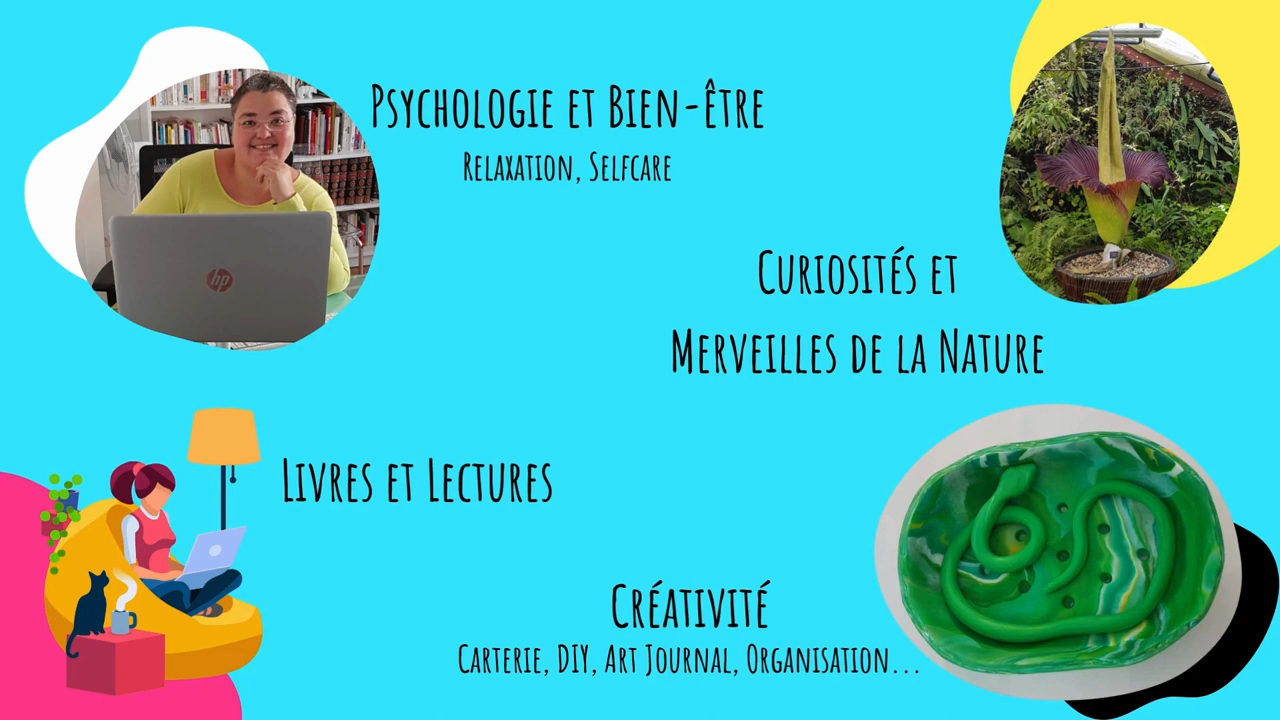 Psychologie et Bien-être
Relaxation, Selfcare
Curiosités et
Merveilles de la Nature
Livres et Lectures
Créativité
Carterie, DIY, Art Journal, Organisation...
hp